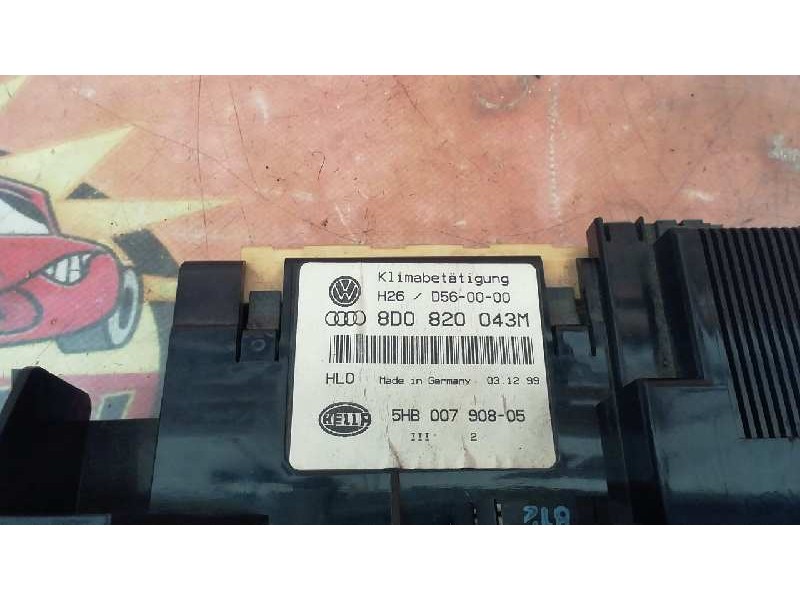 Klimabetätigung
H26 / D56-00-00
8D0 820 043M
HLO Made in Germany 03.12 99
HELLA
5HB 007 908-05
III 2